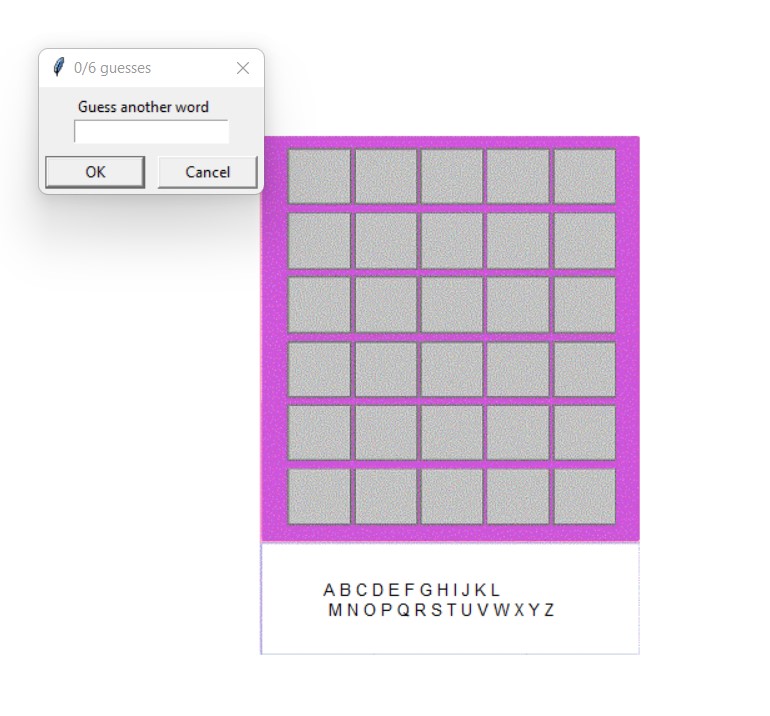 0/6 guesses
Guess another word
OK
Cancel
A B C D E F G H I J K L
M N O P Q R S T U V W X Y Z